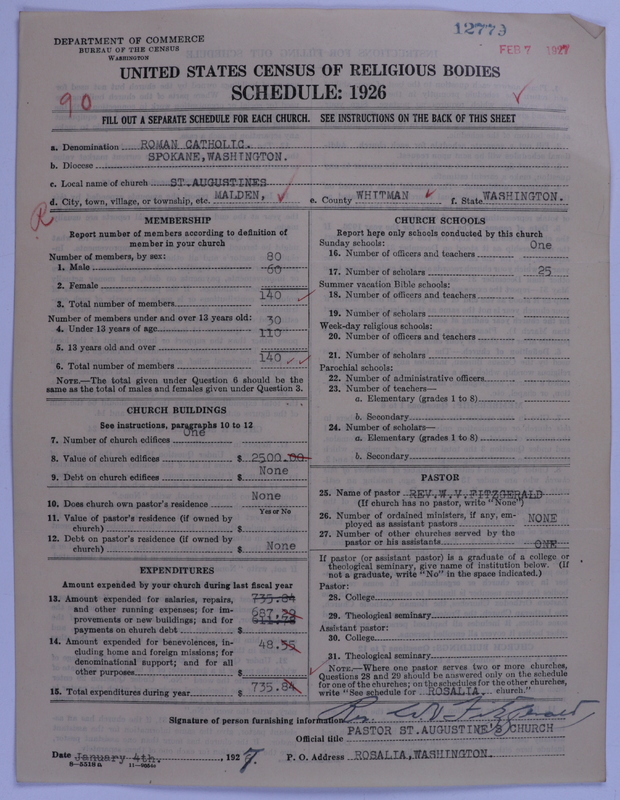 12779
FEB 7 1927
DEPARTMENT OF COMMERCE
BUREAU OF THE CENSUS
WASHINGTON
UNITED STATES CENSUS OF RELIGIOUS BODIES
SCHEDULE: 1926
90
FILL OUT A SEPARATE SCHEDULE FOR EACH CHURCH. SEE INSTRUCTIONS ON THE BACK OF THIS SHEET
a. Denomination ROMAN CATHOLIC.
b. Diocese SPOKANE,WASHINGTON.
c. Local name of church ST.AUGUSTINES
d. City, town, village, or township, etc. MALDEN, e. County WHITMAN f. State WASHINGTON.
R
MEMBERSHIP
Report number of members according to definition of
member in your church
Number of members, by sex:
1. Male 80
2. Female 60
3. Total number of members 140
Number of members under and over 13 years old:
4. Under 13 years of age 30
5. 13 years old and over 110
6. Total number of members 140
NOTE.—The total given under Question 6 should be the
same as the total of males and females given under Question 3.
CHURCH BUILDINGS
See instructions, paragraphs 10 to 12
7. Number of church edifices One
8. Value of church edifices $ 2500.00
9. Debt on church edifices $ None
10. Does church own pastor's residence None
Yes or No
11. Value of pastor's residence (if owned by
church) $
12. Debt on pastor's residence (if owned by
church) $ None
EXPENDITURES
Amount expended by your church during last fiscal year
13. Amount expended for salaries, repairs, 735.84
and other running expenses; for im-
provements or new buildings; and for
payments on church debt $
14. Amount expended for benevolences, in- 48.55
cluding home and foreign missions; for
denominational support; and for all
other purposes $
15. Total expenditures during year $ 735.84
CHURCH SCHOOLS
Report here only schools conducted by this church
Sunday schools:
16. Number of officers and teachers One
17. Number of scholars 25
Summer vacation Bible schools:
18. Number of officers and teachers
19. Number of scholars
Week-day religious schools:
20. Number of officers and teachers
21. Number of scholars
Parochial schools:
22. Number of administrative officers
23. Number of teachers—
a. Elementary (grades 1 to 8)
b. Secondary
24. Number of scholars—
a. Elementary (grades 1 to 8)
b. Secondary
PASTOR
25. Name of pastor REV.W.V.FITZGERALD
(If church has no pastor, write "None")
26. Number of ordained ministers, if any, em-
ployed as assistant pastors NONE
27. Number of other churches served by the
pastor or his assistants ONE
If pastor (or assistant pastor) is a graduate of a college or
theological seminary, give name of institution below. (If
not a graduate, write "No" in the space indicated.)
Pastor:
28. College
29. Theological seminary
Assistant pastor:
30. College
31. Theological seminary
NOTE.—Where one pastor serves two or more churches,
Questions 28 and 29 should be answered only on the schedule
for one of the churches; on the schedules for the other churches,
write "See schedule for ROSALIA. church."
Signature of person furnishing information
Official title PASTOR ST.AUGUSTINE'S CHURCH
Date January 4th. , 1927. P. O. Address ROSALIA,WASHINGTON.
8—5518a